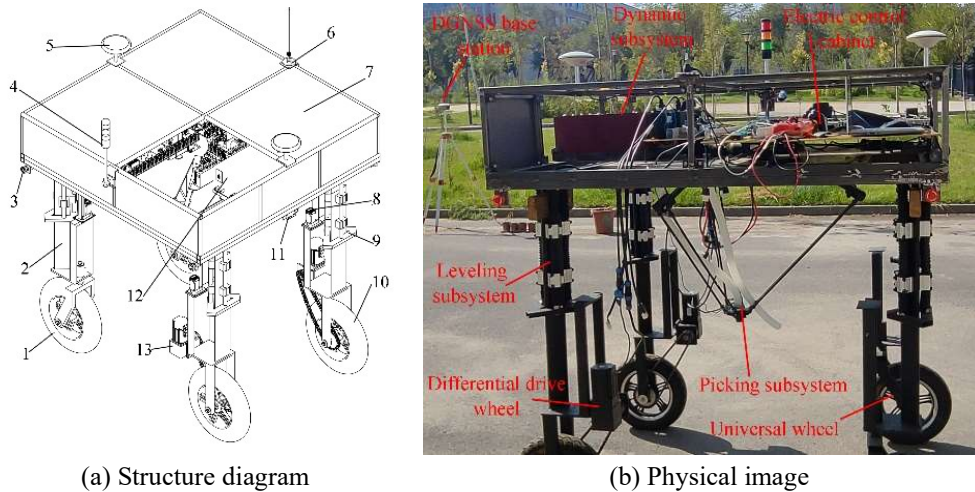 5
6
7
4
3
8
2
9
11
12
10
1
13
(a) Structure diagram
DGNSS base
station
Dynamic
subsystem
Electric control
cabinet
Leveling
subsystem
Differential drive
wheel
Picking subsystem
Universal wheel
(b) Physical image